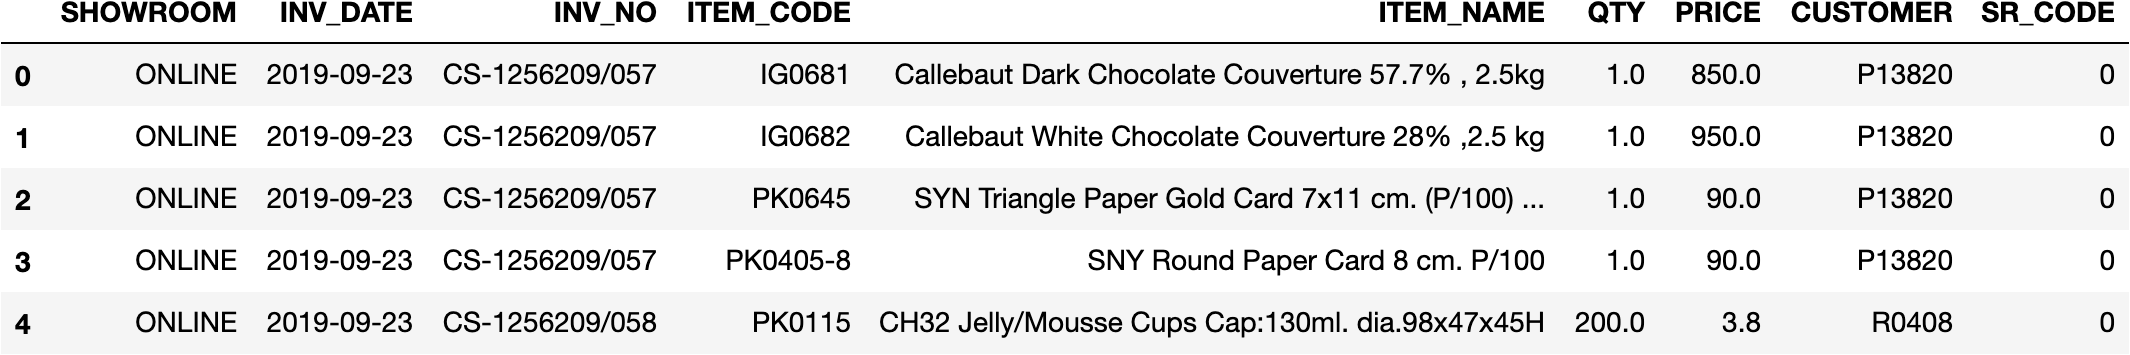 SHOWROOM INV_DATE INV_NO ITEM_CODE ITEM_NAME QTY PRICE CUSTOMER SR_CODE
0 ONLINE 2019-09-23 CS-1256209/057 IG0681 Callebaut Dark Chocolate Couverture 57.7% , 2.5kg 1.0 850.0 P13820 0
1 ONLINE 2019-09-23 CS-1256209/057 IG0682 Callebaut White Chocolate Couverture 28% ,2.5 kg 1.0 950.0 P13820 0
2 ONLINE 2019-09-23 CS-1256209/057 PK0645 SYN Triangle Paper Gold Card 7x11 cm. (P/100) ... 1.0 90.0 P13820 0
3 ONLINE 2019-09-23 CS-1256209/057 PK0405-8 SNY Round Paper Card 8 cm. P/100 1.0 90.0 P13820 0
4 ONLINE 2019-09-23 CS-1256209/058 PK0115 CH32 Jelly/Mousse Cups Cap:130ml. dia.98x47x45H 200.0 3.8 R0408 0